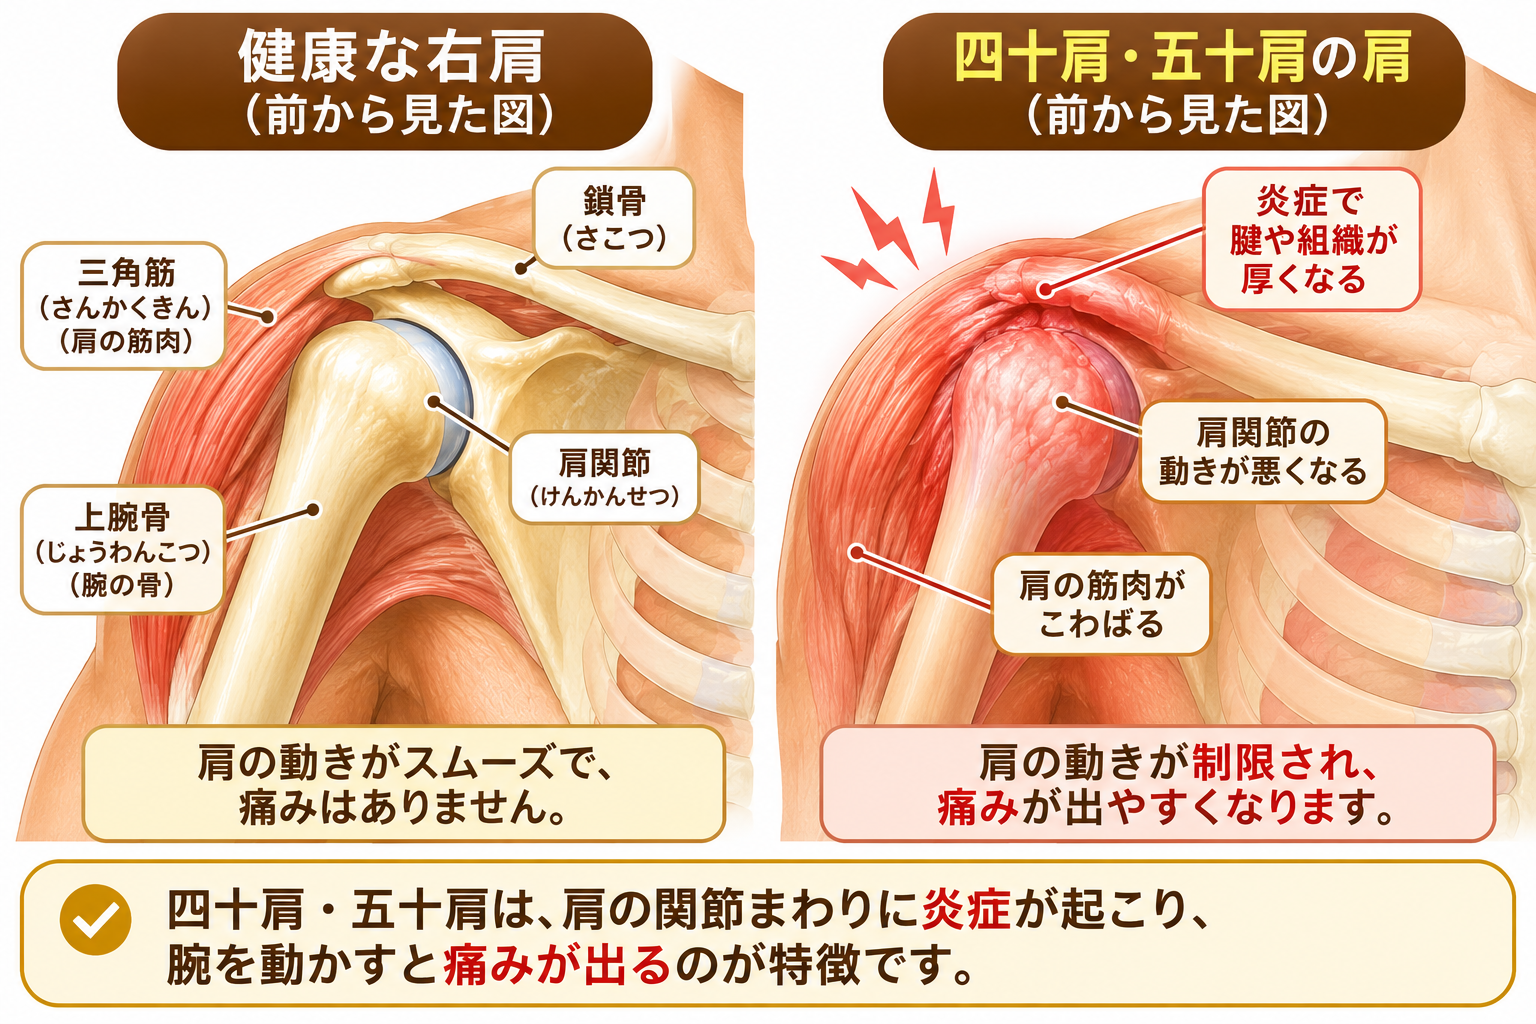 健康な右肩
（前から見た図）
鎖骨
（さこつ）
三角筋
（さんかくきん）
（肩の筋肉）
肩関節
（けんかんせつ）
上腕骨
（じょうわんこつ）
（腕の骨）
肩の動きがスムーズで、
痛みはありません。
四十肩・五十肩の肩
（前から見た図）
炎症で
腱や組織が
厚くなる
肩関節の
動きが悪くなる
肩の筋肉が
こわばる
肩の動きが制限され、
痛みが出やすくなります。
四十肩・五十肩は、肩の関節まわりに炎症が起こり、
腕を動かすと痛みが出るのが特徴です。